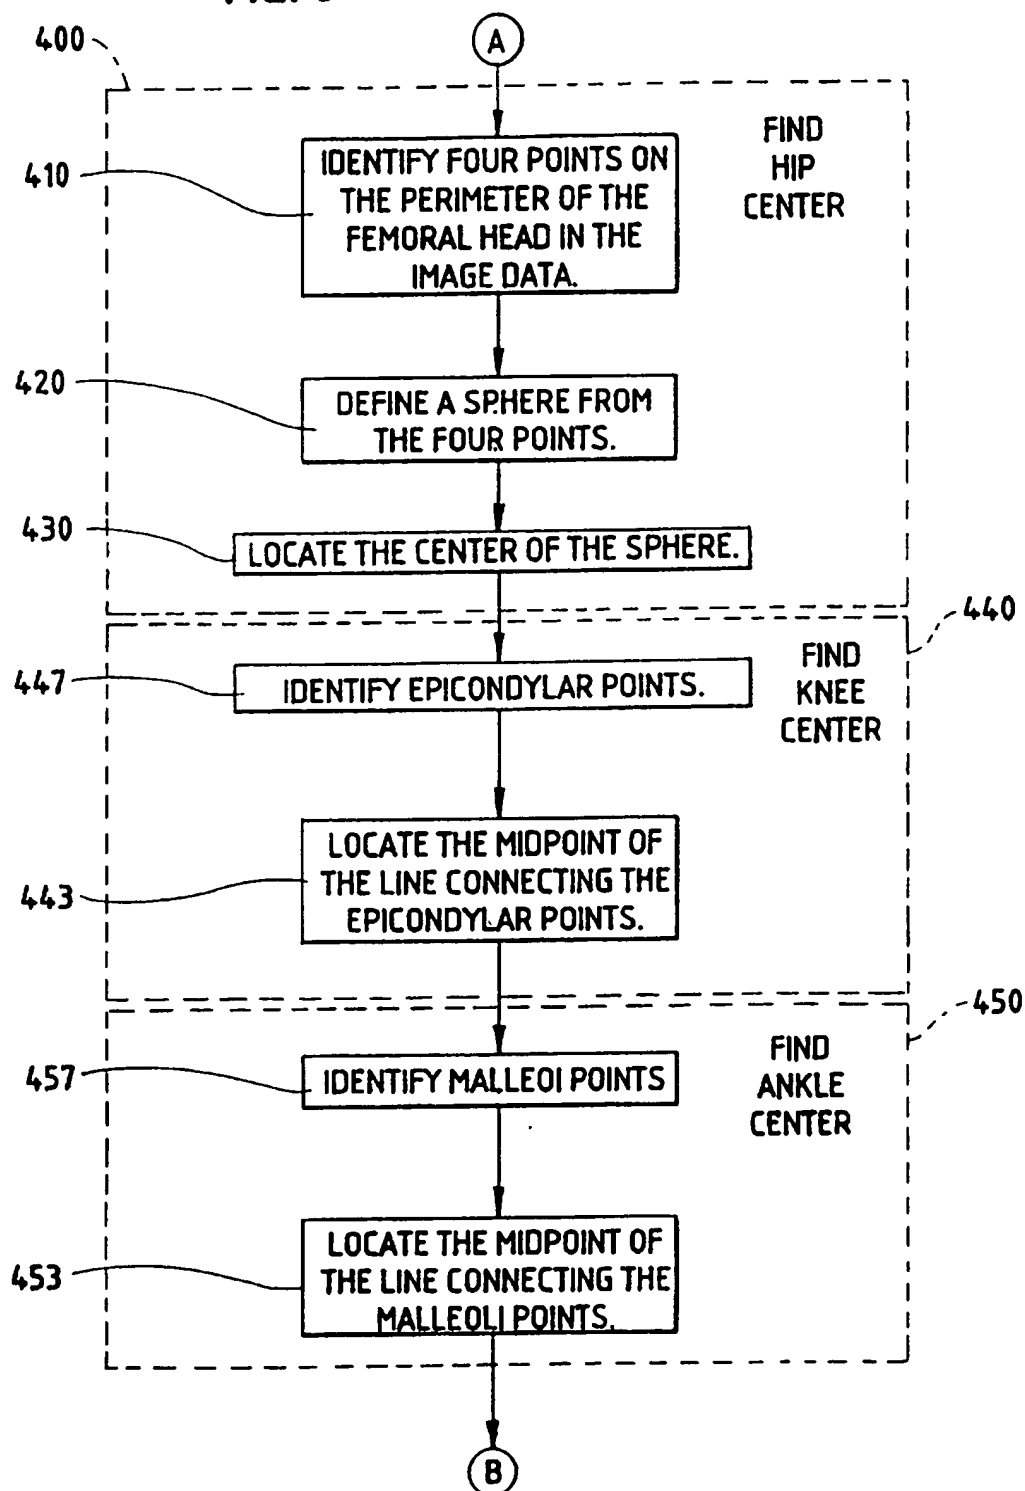 400
A
FIND
HIP
CENTER
410
IDENTIFY FOUR POINTS ON
THE PERIMETER OF THE
FEMORAL HEAD IN THE
IMAGE DATA.
420
DEFINE A SPHERE FROM
THE FOUR POINTS.
430
LOCATE THE CENTER OF THE SPHERE.
440
FIND
KNEE
CENTER
447
IDENTIFY EPICONDYLAR POINTS.
443
LOCATE THE MIDPOINT OF
THE LINE CONNECTING THE
EPICONDYLAR POINTS.
450
FIND
ANKLE
CENTER
457
IDENTIFY MALLEOI POINTS
453
LOCATE THE MIDPOINT OF
THE LINE CONNECTING THE
MALLEOLI POINTS.
B